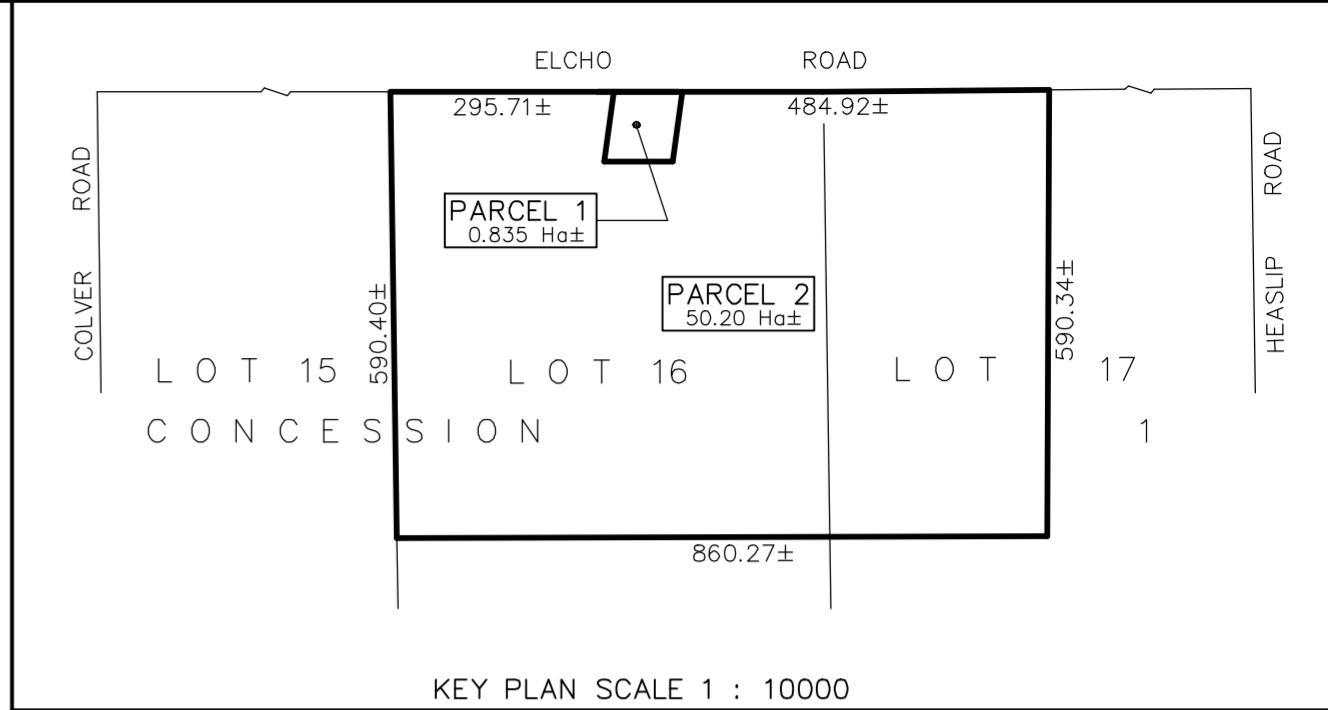 ELCHO ROAD
295.71±
484.92±
COLVER ROAD
HEASLIP ROAD
PARCEL 1
0.835 Ha±
PARCEL 2
50.20 Ha±
590.40±
590.34±
LOT 15
LOT 16
LOT 17
CONCESSION 1
860.27±
KEY PLAN SCALE 1 : 10000